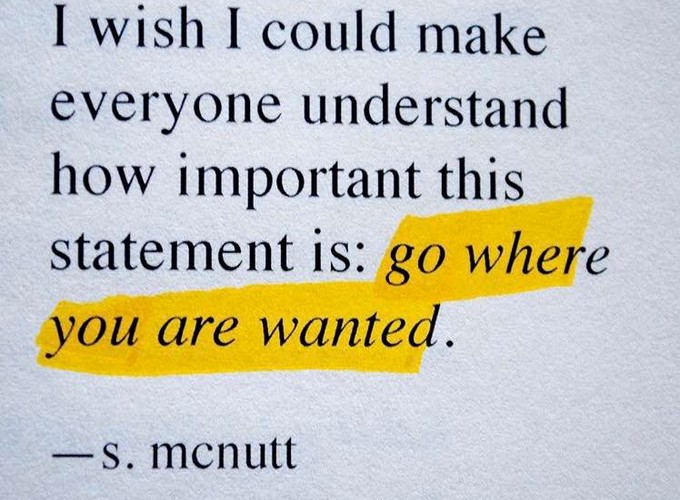 I wish I could make
everyone understand
how important this
statement is: go where
you are wanted.
—s. mcnutt